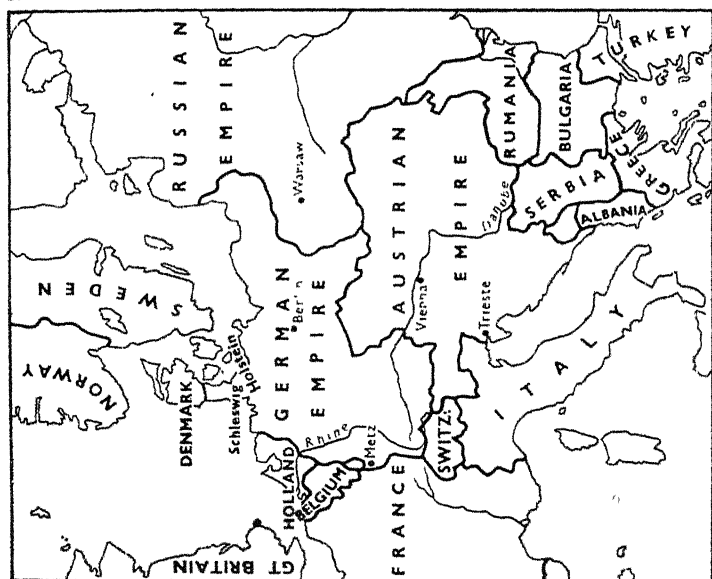 NORWAY
SWEDEN
RUSSIAN
EMPIRE
DENMARK
Schleswig
Holstein
GT BRITAIN
HOLLAND
BELGIUM
GERMAN
EMPIRE
Berlin
Warsaw
Rhine
Metz
FRANCE
SWITZ.
AUSTRIAN
EMPIRE
Vienna
Danube
Trieste
ITALY
RUMANIA
SERBIA
BULGARIA
ALBANIA
GREECE
TURKEY